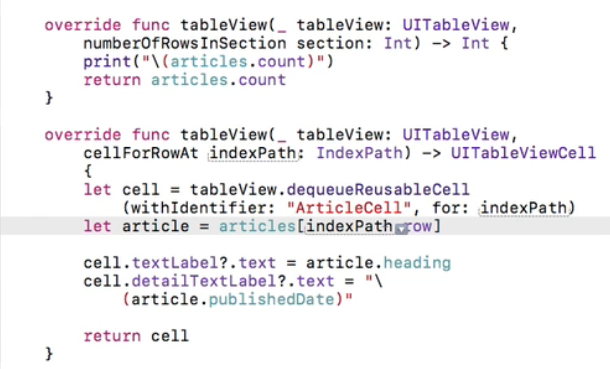 override func tableView(_ tableView: UITableView,
numberOfRowsInSection section: Int) -> Int {
print("\(articles.count)")
return articles.count
}
override func tableView(_ tableView: UITableView,
cellForRowAt indexPath: IndexPath) -> UITableViewCell
{
let cell = tableView.dequeueReusableCell
(withIdentifier: "ArticleCell", for: indexPath)
let article = articles[indexPath row]
cell.textLabel?.text = article.heading
cell.detailTextLabel?.text = "\
(article.publishedDate)"
return cell
}